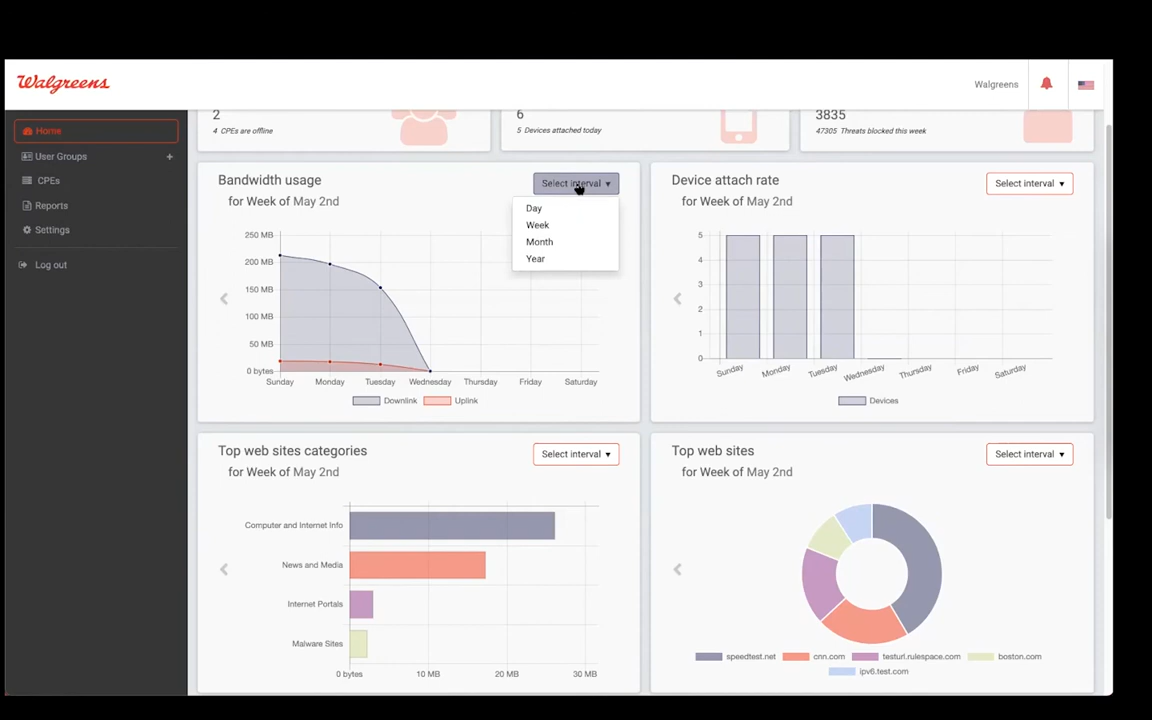 Walgreens
Walgreens
Home
User Groups +
CPEs
Reports
Settings
Log out
2
4 CPEs are offline
6
5 Devices attached today
3835
47305 Threats blocked this week
Bandwidth usage
for Week of May 2nd
Select interval
Day
Week
Month
Year
250 MB
200 MB
150 MB
100 MB
50 MB
0 bytes
Sunday Monday Tuesday Wednesday Thursday Friday Saturday
Downlink Uplink
Device attach rate
for Week of May 2nd
Select interval
5
4
3
2
1
0
Sunday Monday Tuesday Wednesday Thursday Friday Saturday
Devices
Top web sites categories
for Week of May 2nd
Select interval
Computer and Internet Info
News and Media
Internet Portals
Malware Sites
0 bytes 10 MB 20 MB 30 MB
Top web sites
for Week of May 2nd
Select interval
speedtest.net cnn.com testurl.rulespace.com boston.com
ipv6.test.com